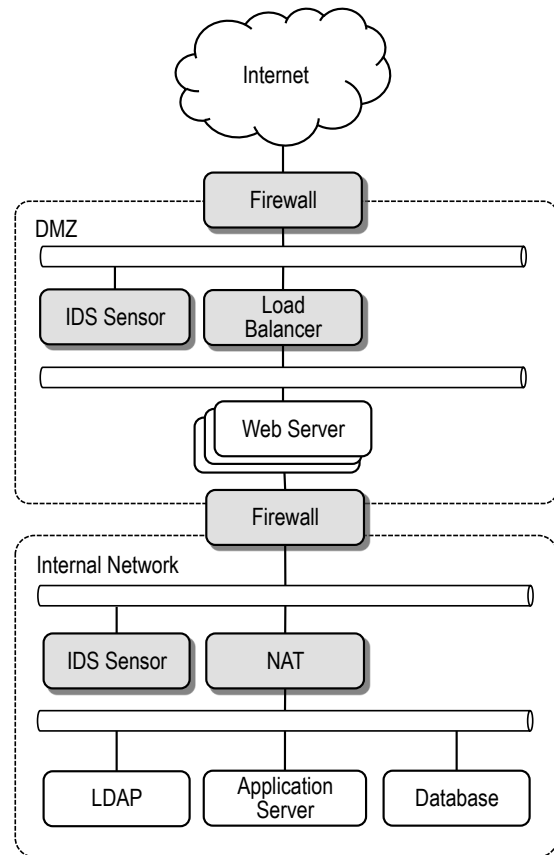 Internet
Firewall
DMZ
IDS Sensor
Load
Balancer
Web Server
Firewall
Internal Network
IDS Sensor
NAT
LDAP
Application
Server
Database